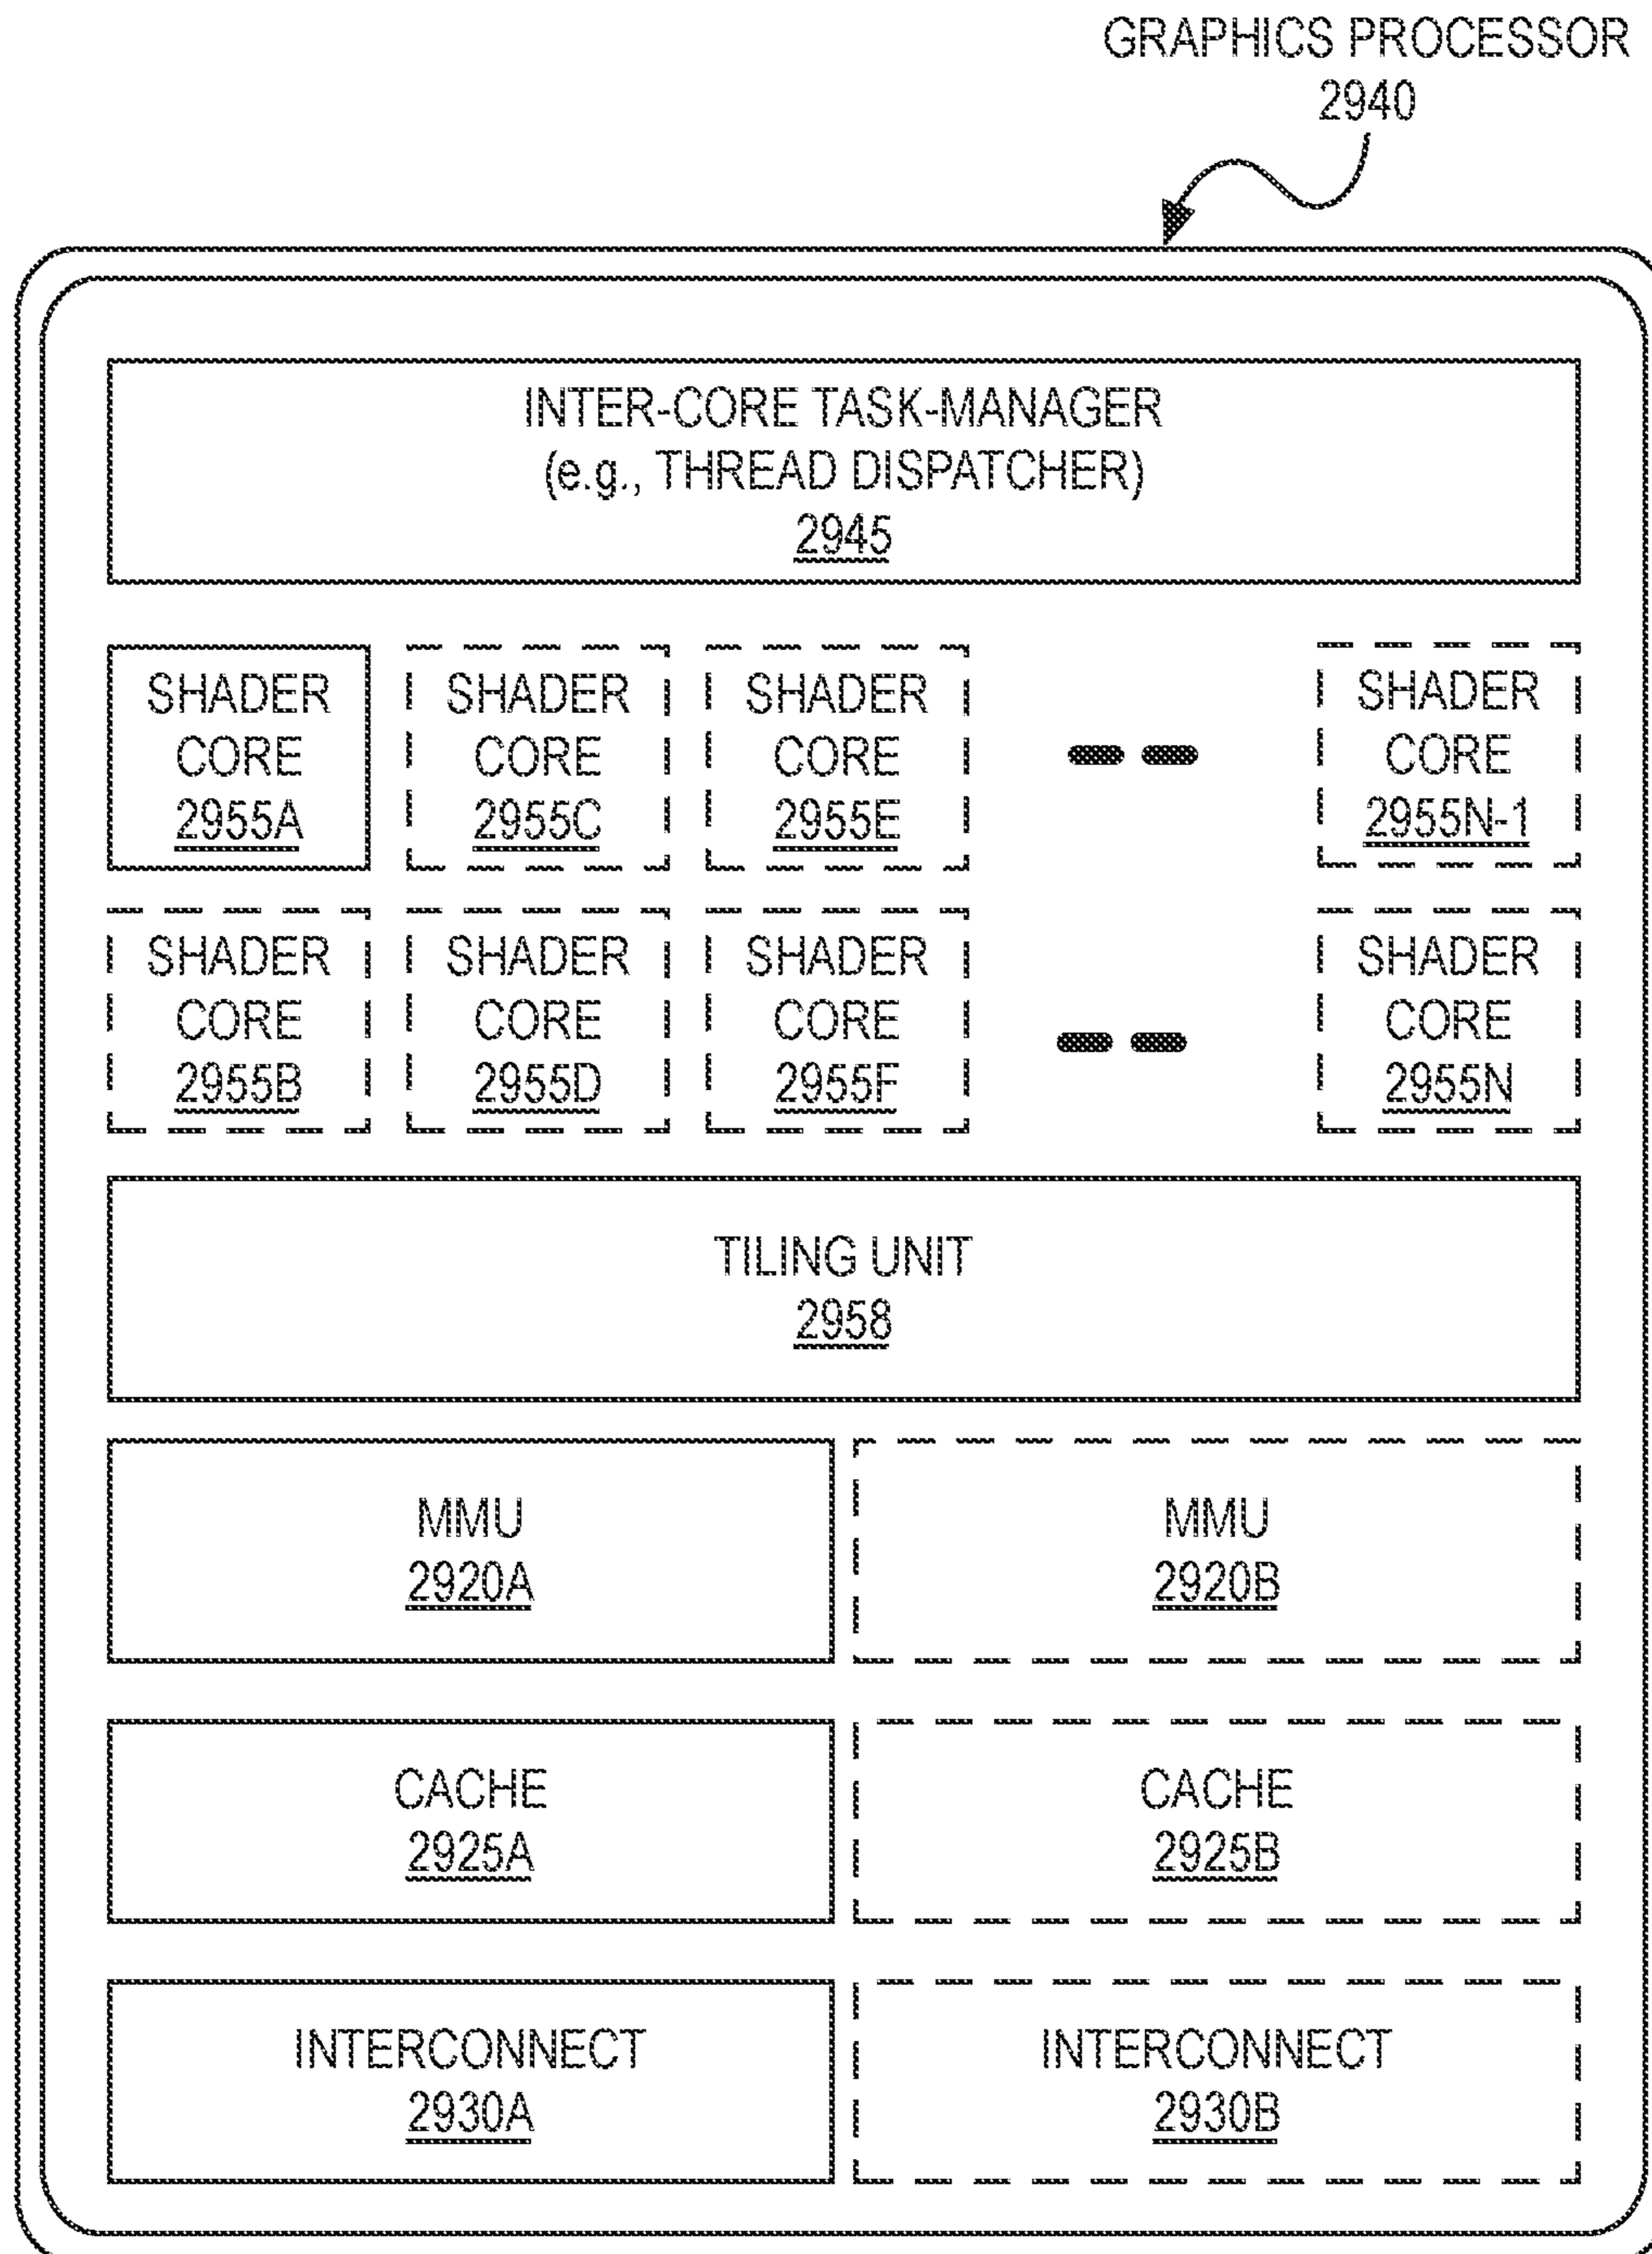 GRAPHICS PROCESSOR
2940
INTER-CORE TASK-MANAGER
(e.g., THREAD DISPATCHER)
2945
SHADER
CORE
2955A
SHADER
CORE
2955C
SHADER
CORE
2955E
SHADER
CORE
2955N-1
SHADER
CORE
2955B
SHADER
CORE
2955D
SHADER
CORE
2955F
SHADER
CORE
2955N
TILING UNIT
2958
MMU
2920A
MMU
2920B
CACHE
2925A
CACHE
2925B
INTERCONNECT
2930A
INTERCONNECT
2930B